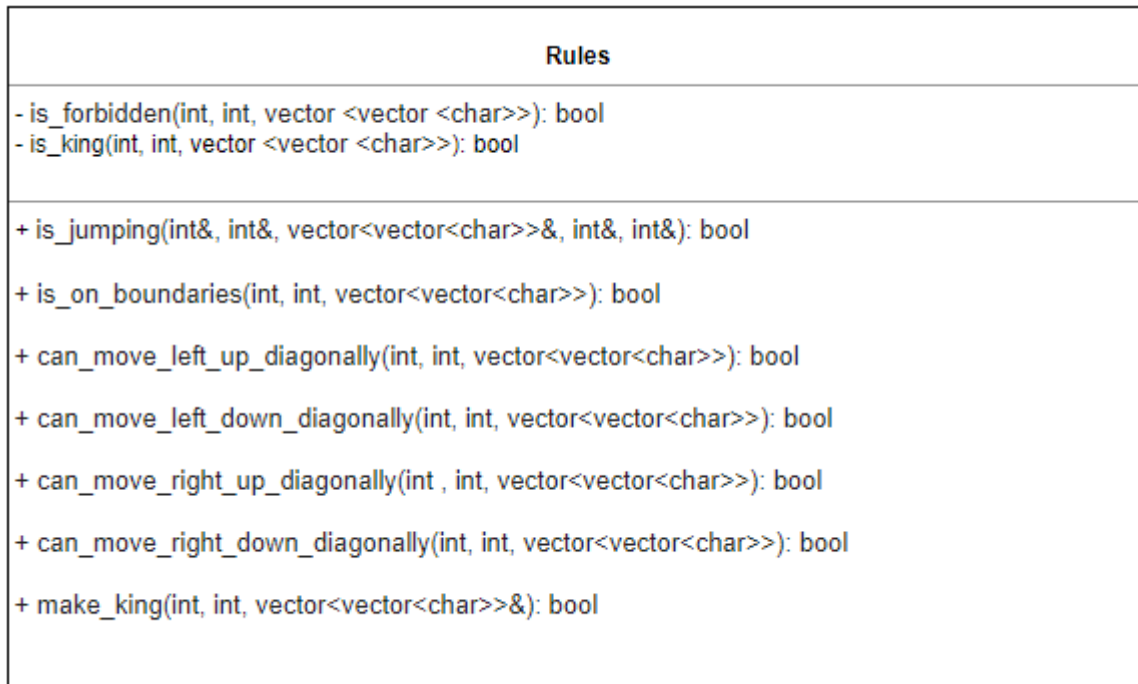 Rules
- is_forbidden(int, int, vector <vector <char>>): bool
- is_king(int, int, vector <vector <char>>): bool
+ is_jumping(int&, int&, vector<vector<char>>&, int&, int&): bool
+ is_on_boundaries(int, int, vector<vector<char>>): bool
+ can_move_left_up_diagonally(int, int, vector<vector<char>>): bool
+ can_move_left_down_diagonally(int, int, vector<vector<char>>): bool
+ can_move_right_up_diagonally(int , int, vector<vector<char>>): bool
+ can_move_right_down_diagonally(int, int, vector<vector<char>>): bool
+ make_king(int, int, vector<vector<char>>&): bool